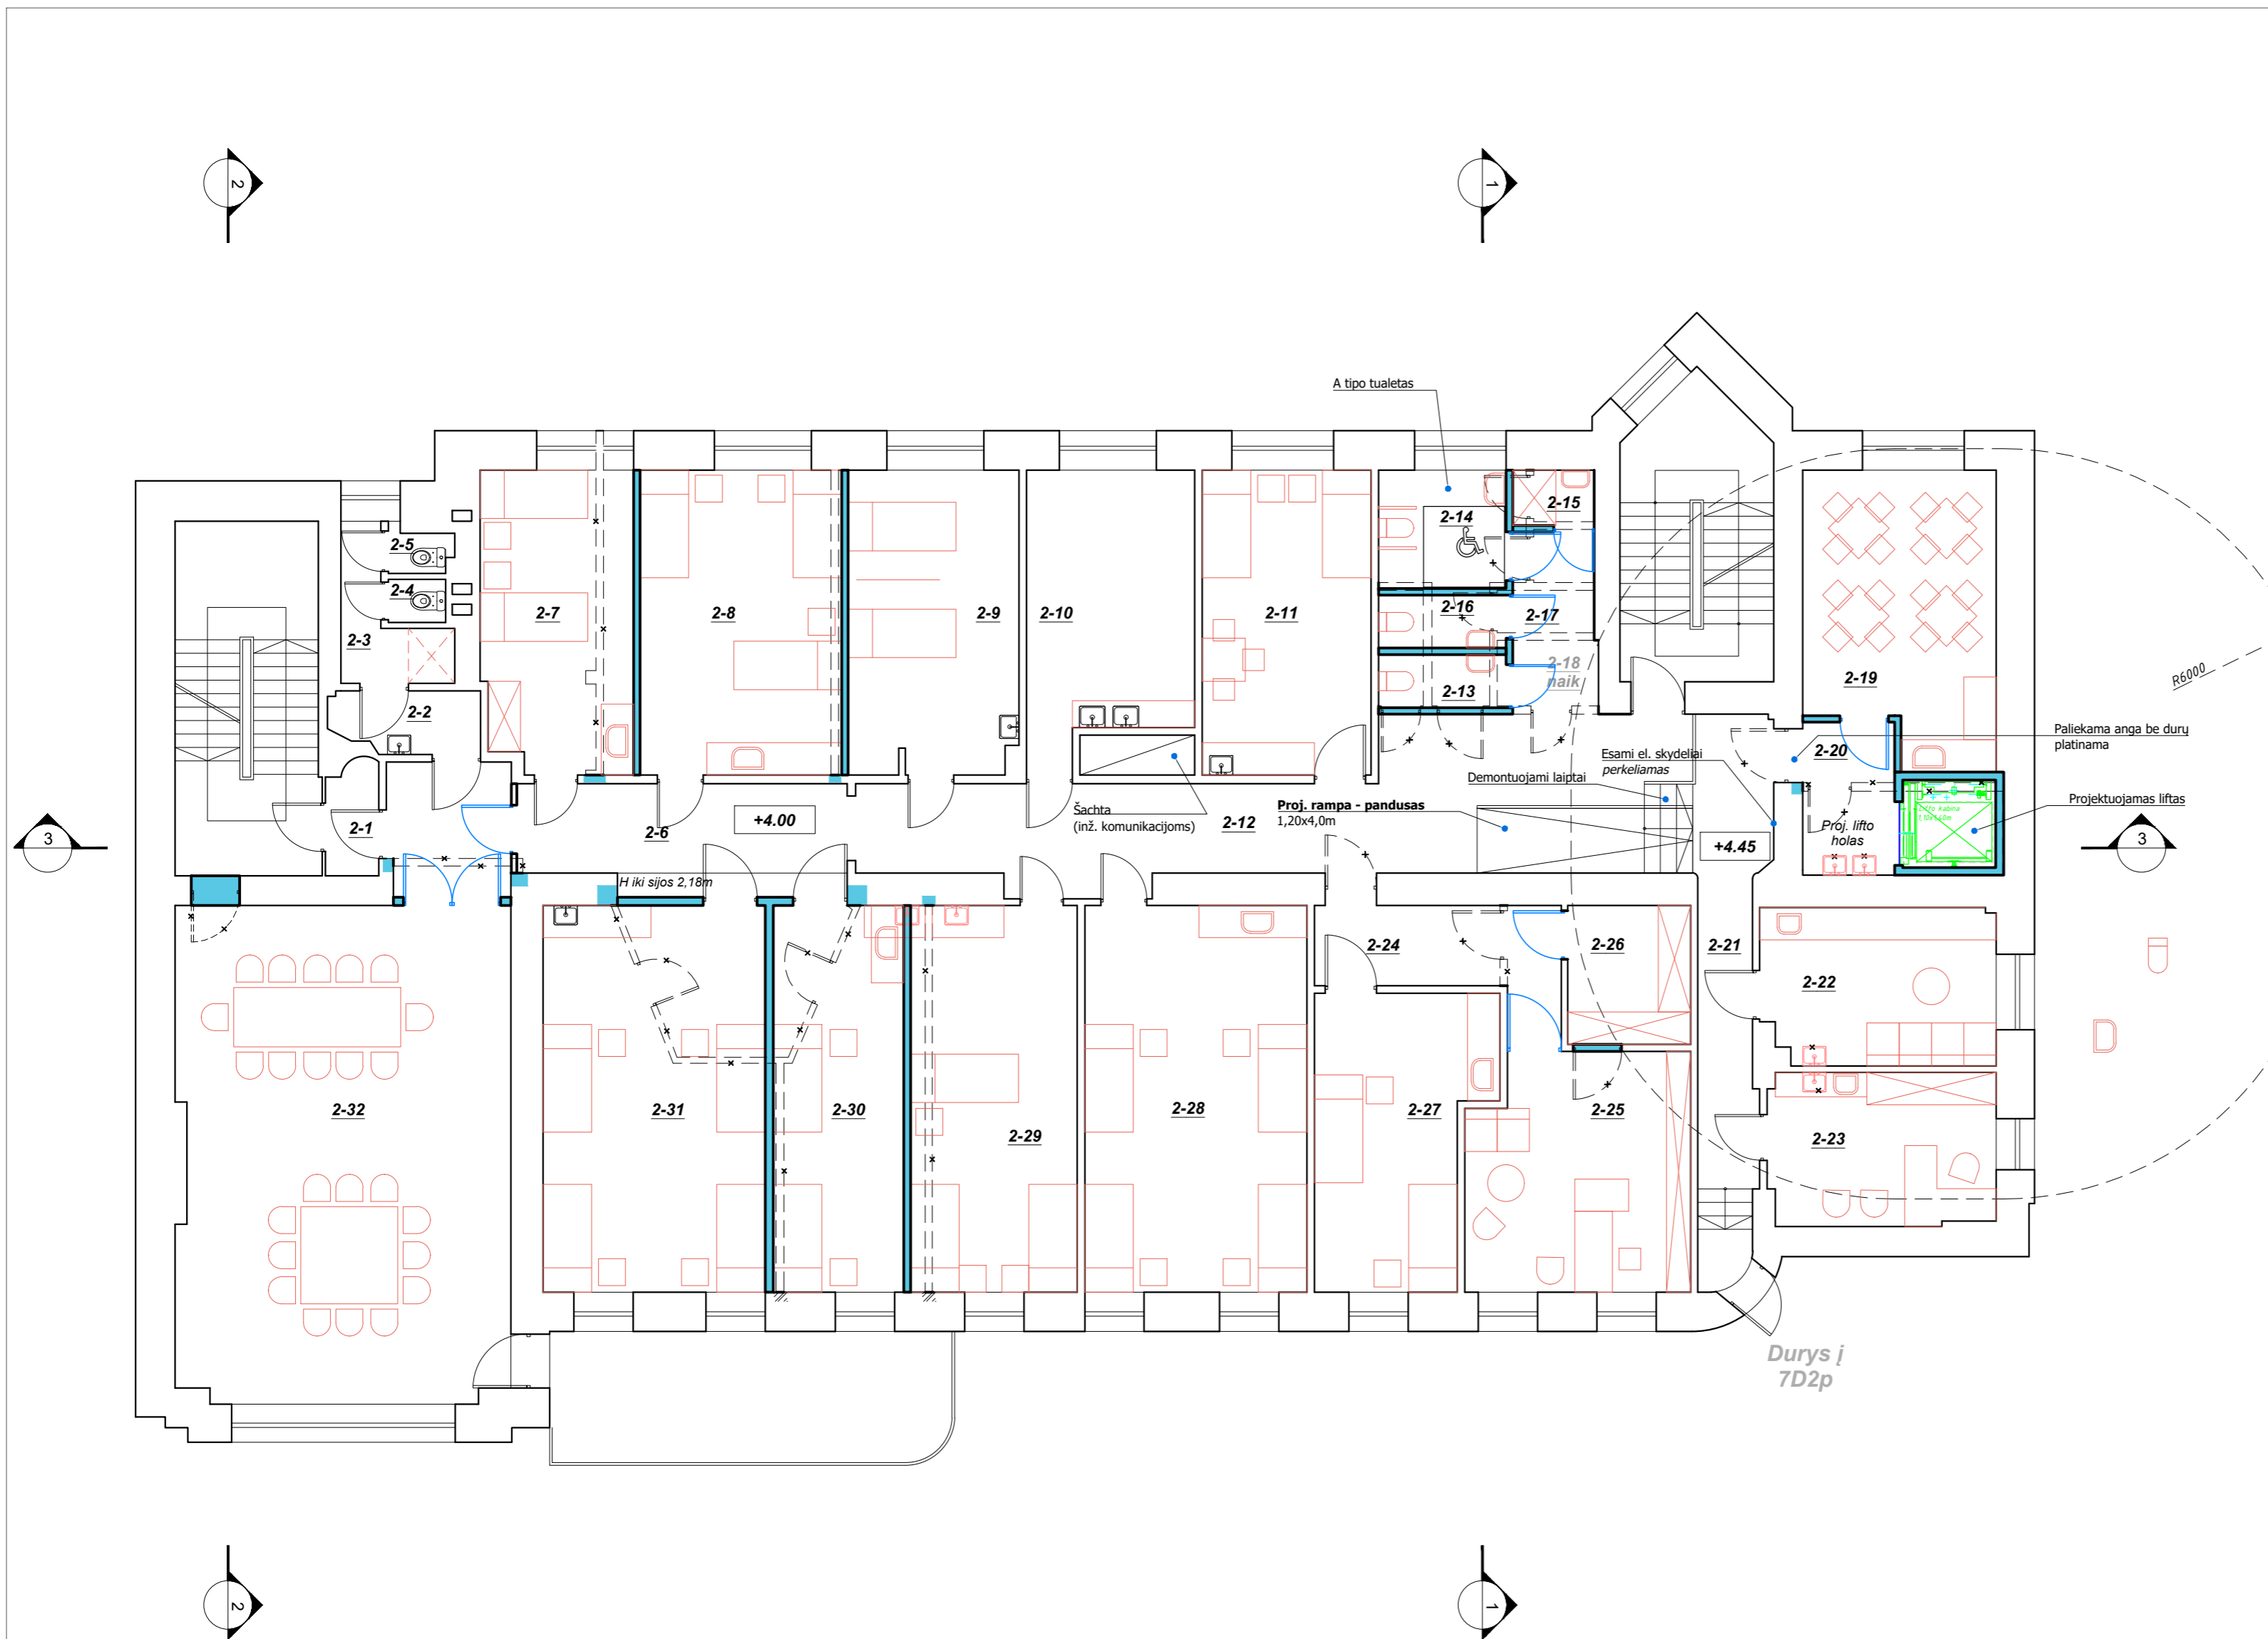 2
1
A tipo tualetas
2-5
2-14
2-15
2-4
2-7
2-8
2-9
2-10
2-11
2-16
2-17
2-3
2-18
naik
2-13
2-19
R6000
2-2
Paliekama anga be durų
platinama
2-20
Esami el. skydeliai
perkeliamas
Demontuojami laiptai
Šachta
(inž. komunikacijoms)
Proj. rampa - pandusas
1,20x4,0m
Projektuojamas liftas
Lifto kabina
1,10x1,40m
2-1
2-6
+4.00
2-12
Proj. lifto
holas
+4.45
3
3
H iki sijos 2,18m
2-24
2-26
2-21
2-22
2-32
2-31
2-30
2-29
2-28
2-27
2-25
2-23
Durys į
7D2p
2
1